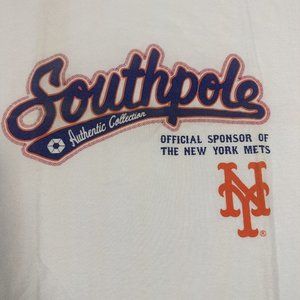 Southpole
Authentic Collection
OFFICIAL SPONSOR OF
THE NEW YORK METS
NY
®